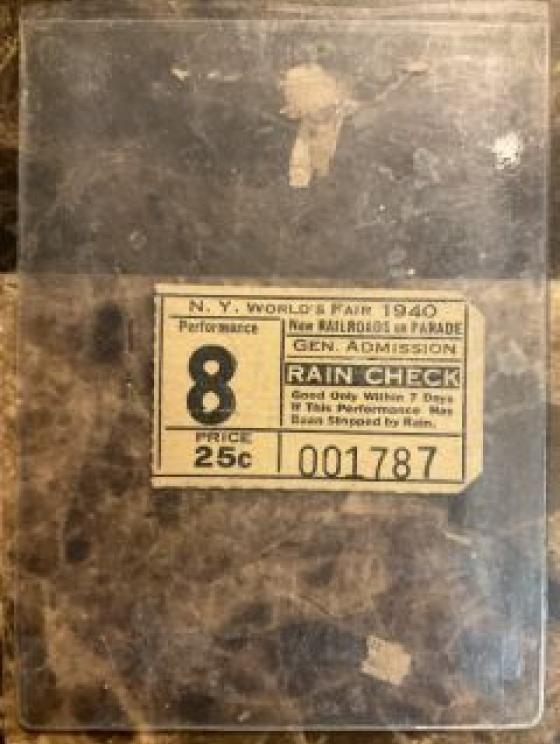 N. Y. WORLD'S FAIR 1940
Performance
8
PRICE
25c
New RAILROADS on PARADE
GEN. ADMISSION
RAIN CHECK
Good Only Within 7 Days
If This Performance Has
Been Stopped by Rain.
001787